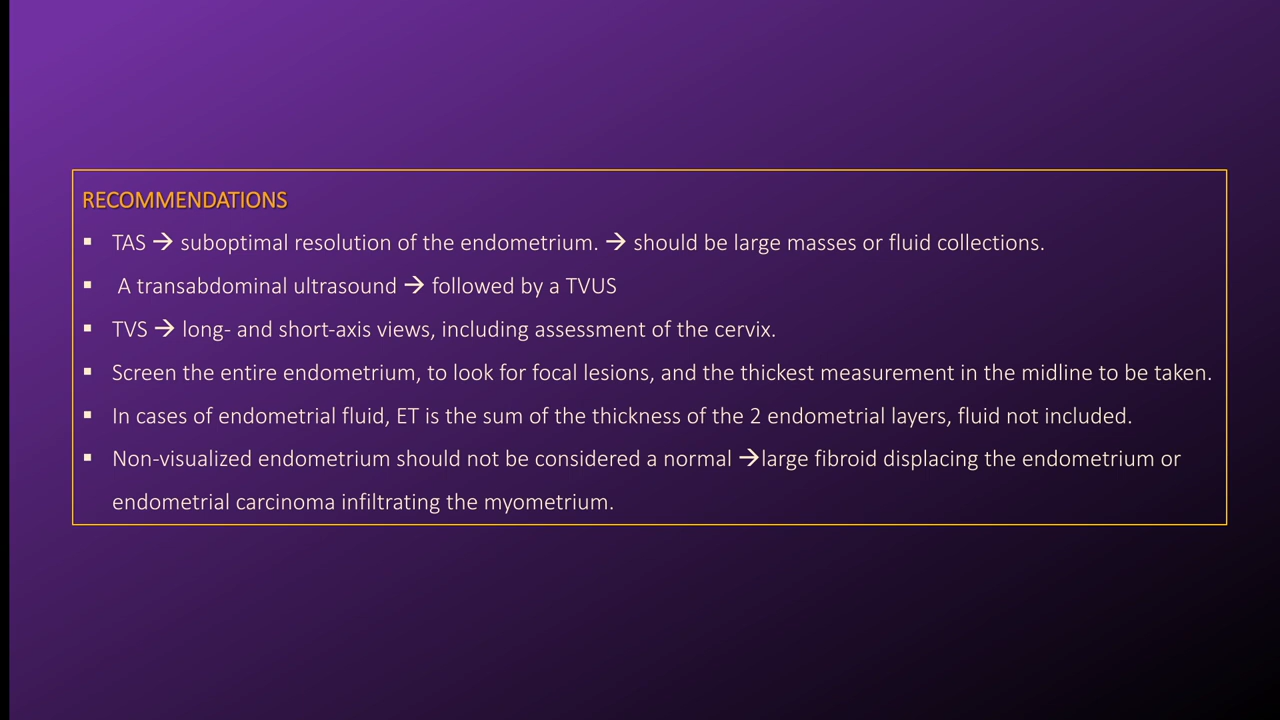 RECOMMENDATIONS
▪ TAS → suboptimal resolution of the endometrium. → should be large masses or fluid collections.
▪ A transabdominal ultrasound → followed by a TVUS
▪ TVS → long- and short-axis views, including assessment of the cervix.
▪ Screen the entire endometrium, to look for focal lesions, and the thickest measurement in the midline to be taken.
▪ In cases of endometrial fluid, ET is the sum of the thickness of the 2 endometrial layers, fluid not included.
▪ Non-visualized endometrium should not be considered a normal →large fibroid displacing the endometrium or
endometrial carcinoma infiltrating the myometrium.